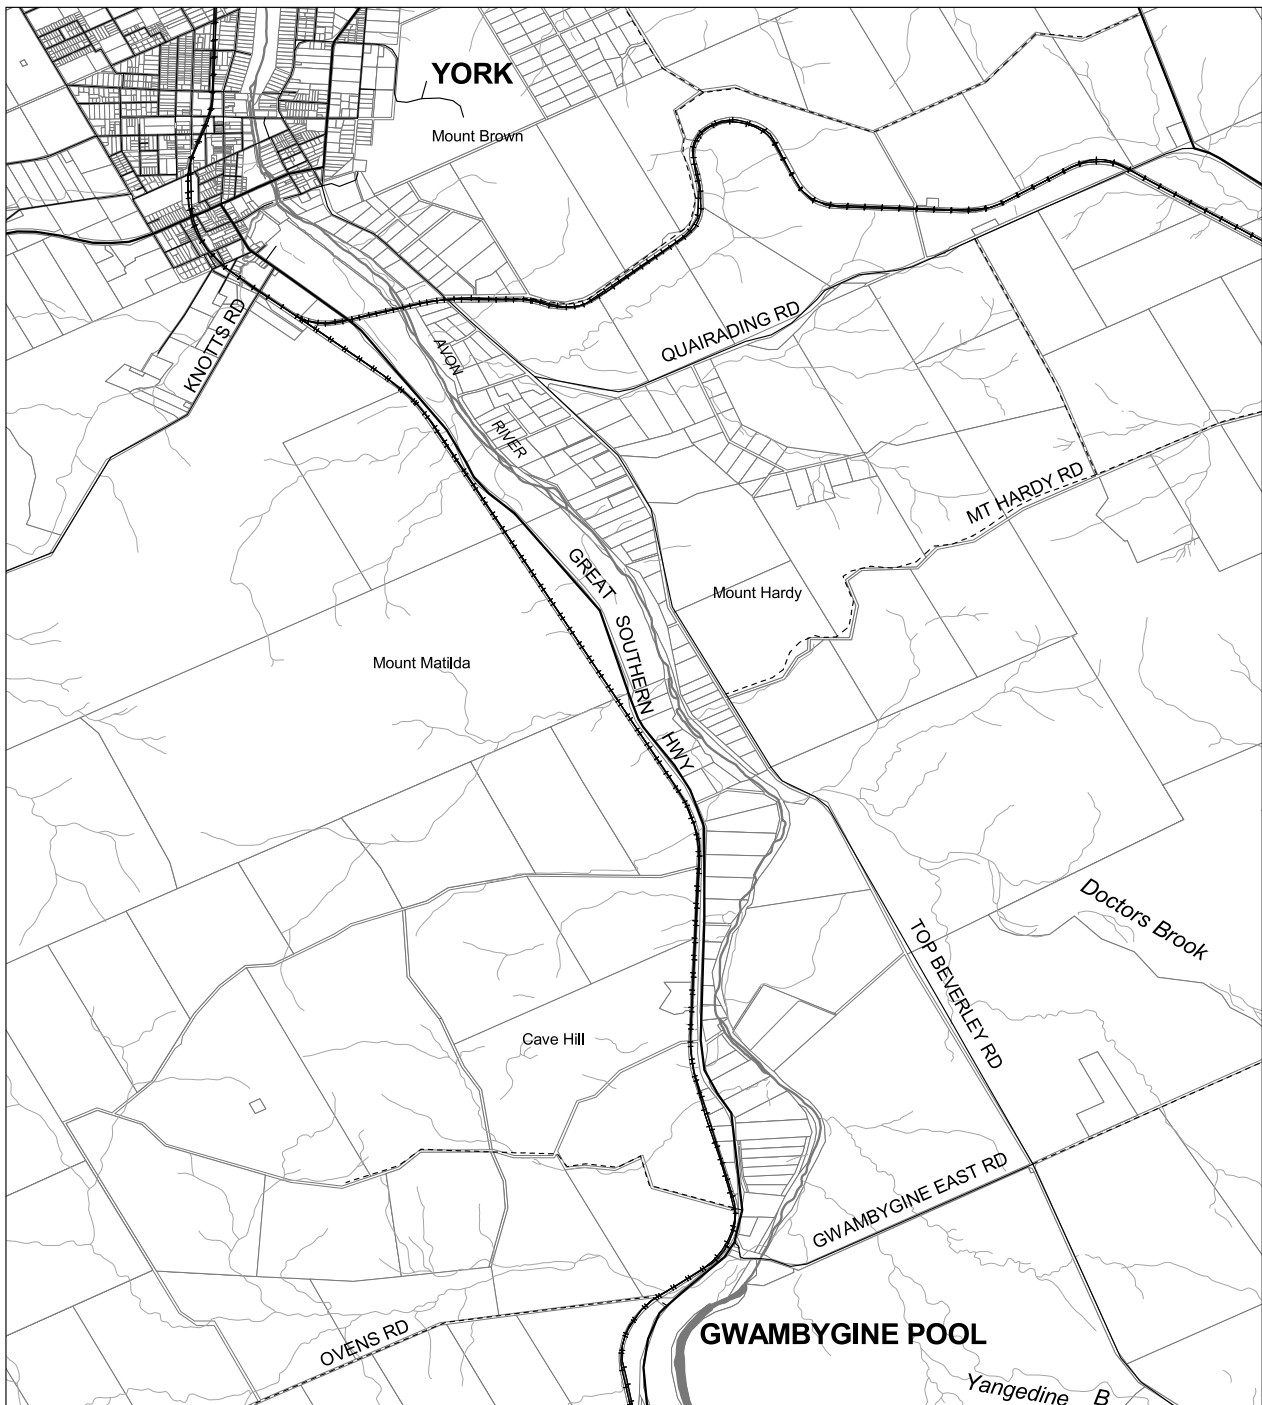 YORK
Mount Brown
KNOTTS RD
QUAIRADING RD
AVON
RIVER
MT HARDY RD
GREAT
SOUTHERN
HWY
Mount Hardy
Mount Matilda
Doctors Brook
TOP BEVERLEY RD
Cave Hill
GWAMBYGINE EAST RD
OVENS RD
GWAMBYGINE POOL
Yangedine B